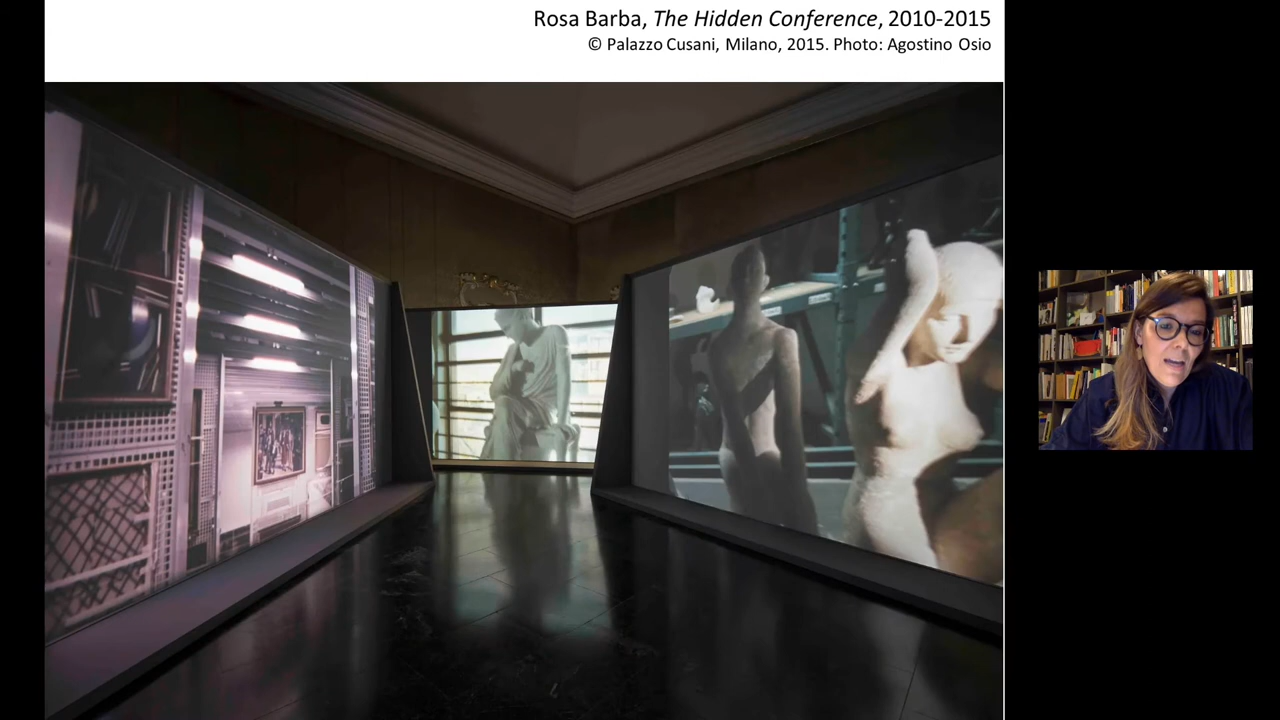 Rosa Barba, The Hidden Conference, 2010-2015
© Palazzo Cusani, Milano, 2015. Photo: Agostino Osio